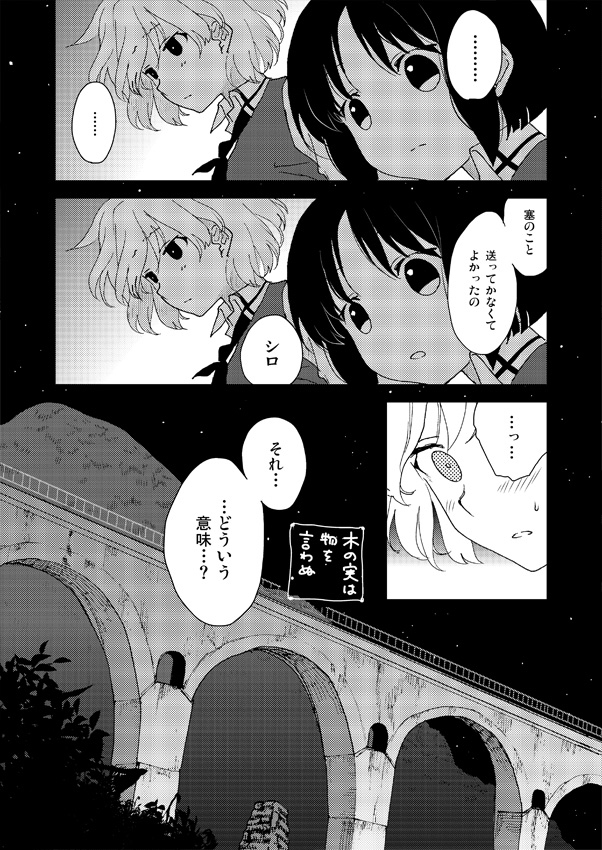 ………
…
塞のこと
送ってかなくて
よかったの
シロ
…っ…
それ…
…どういう
意味…?
木の実は
物を
言わぬ